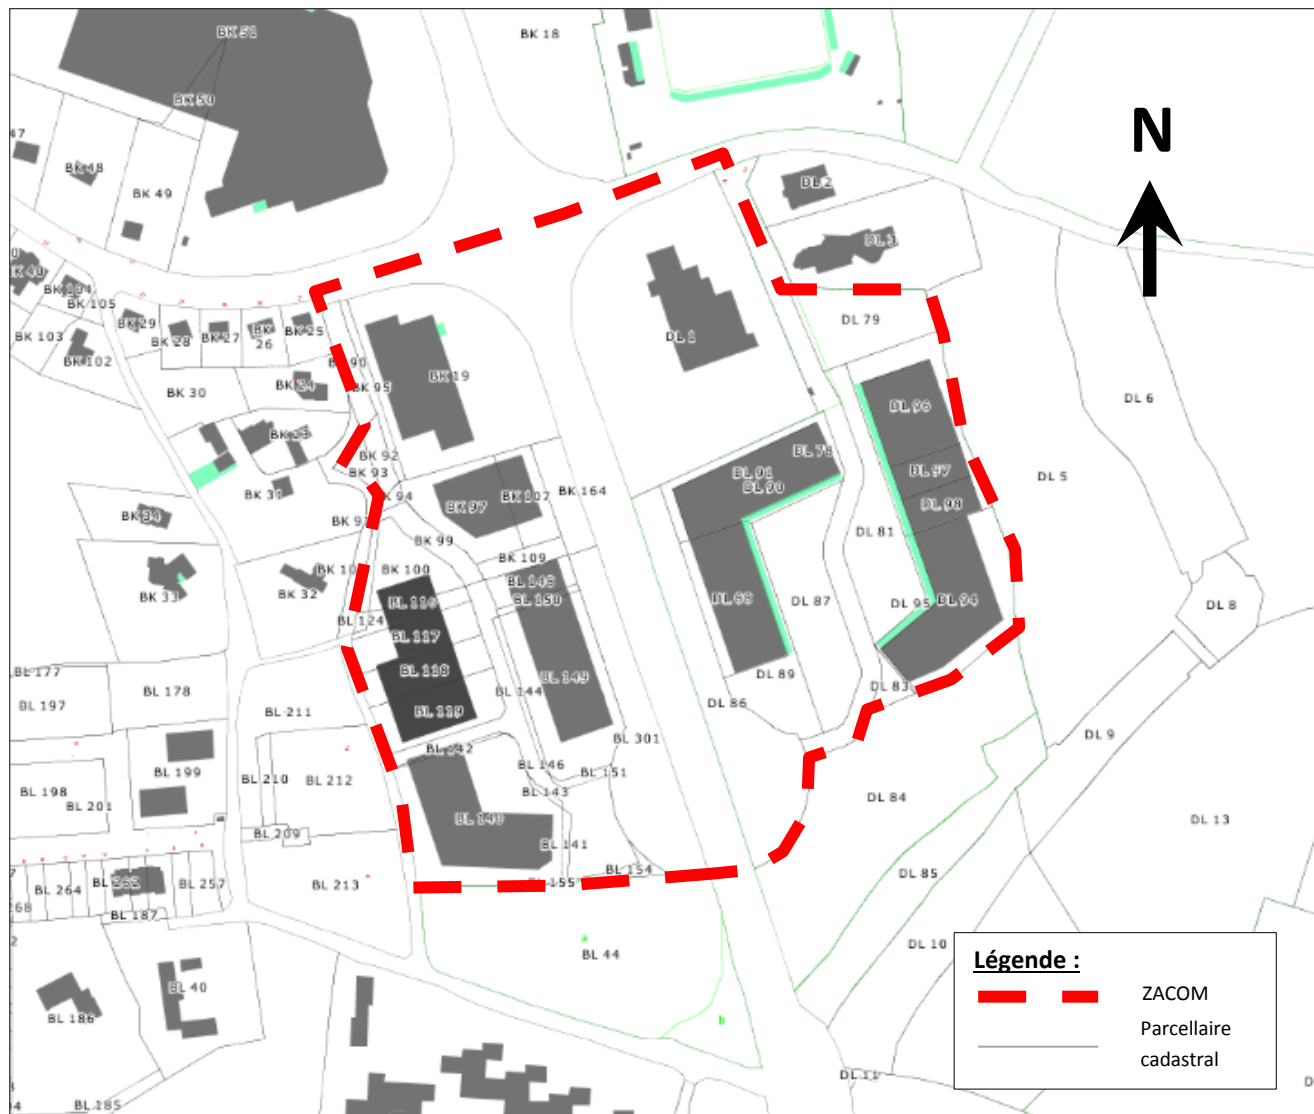 BK 51
BK 18
BK 50
47
BK 48
BK 49
N
DL 2
DL 3
BK 40
BK 134
BK 105
BK 29
BK 28
BK 27
BK
26
BK 25
BK 103
BK 102
DL 79
DL 1
BK 90
BK 95
BK 19
BK 24
BK 30
DL 6
DL 96
BK 23
DL 78
BK 92
BK 93
DL 91
DL 90
DL 97
DL 5
BK 31
BK 94
BK 97
BK 107
BK 164
DL 98
BK 34
BK 99
DL 81
BK 109
BK 33
BK 32
BK 10
BK 100
BL 148
BL 150
DL 88
DL 87
DL 95
DL 94
DL 8
BL 116
BL 124
BL 117
BL 177
BL 197
BL 178
BL 118
BL 149
BL 144
DL 89
DL 83
DL 86
BL 211
BL 119
BL 301
DL 9
BL 142
BL 199
BL 210
BL 212
BL 146
BL 151
BL 198
BL 201
BL 143
DL 84
BL 140
DL 13
BL 209
BL 141
BL 154
BL 155
DL 85
BL 264
BL 262
BL 257
BL 213
268
BL 187
BL 44
DL 10
BL 40
BL 186
Légende :
ZACOM
Parcellaire
cadastral
DL 11
BL 185